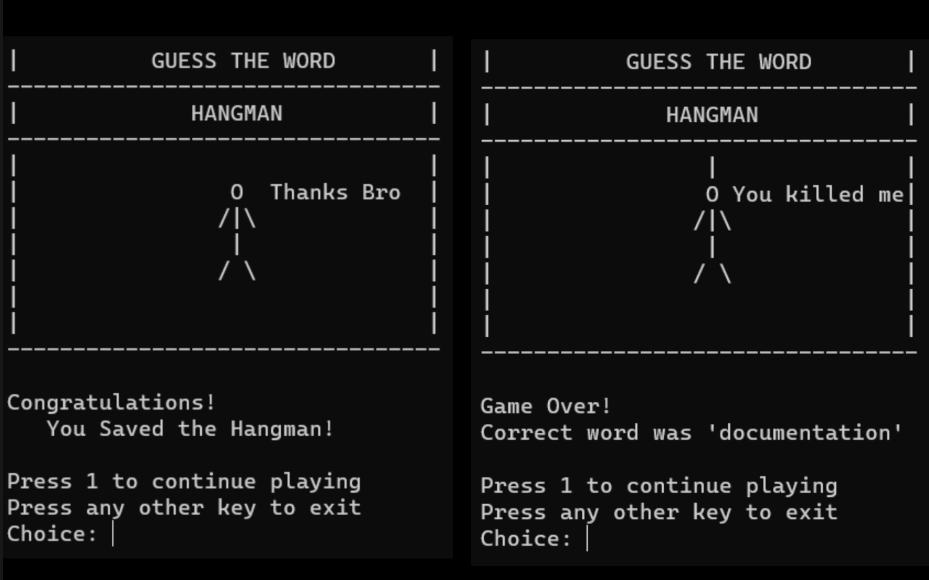 GUESS THE WORD
HANGMAN
O Thanks Bro
/|\
|
/ \
Congratulations!
You Saved the Hangman!
Press 1 to continue playing
Press any other key to exit
Choice:
GUESS THE WORD
HANGMAN
|
O You killed me
/|\
|
/ \
Game Over!
Correct word was 'documentation'
Press 1 to continue playing
Press any other key to exit
Choice: